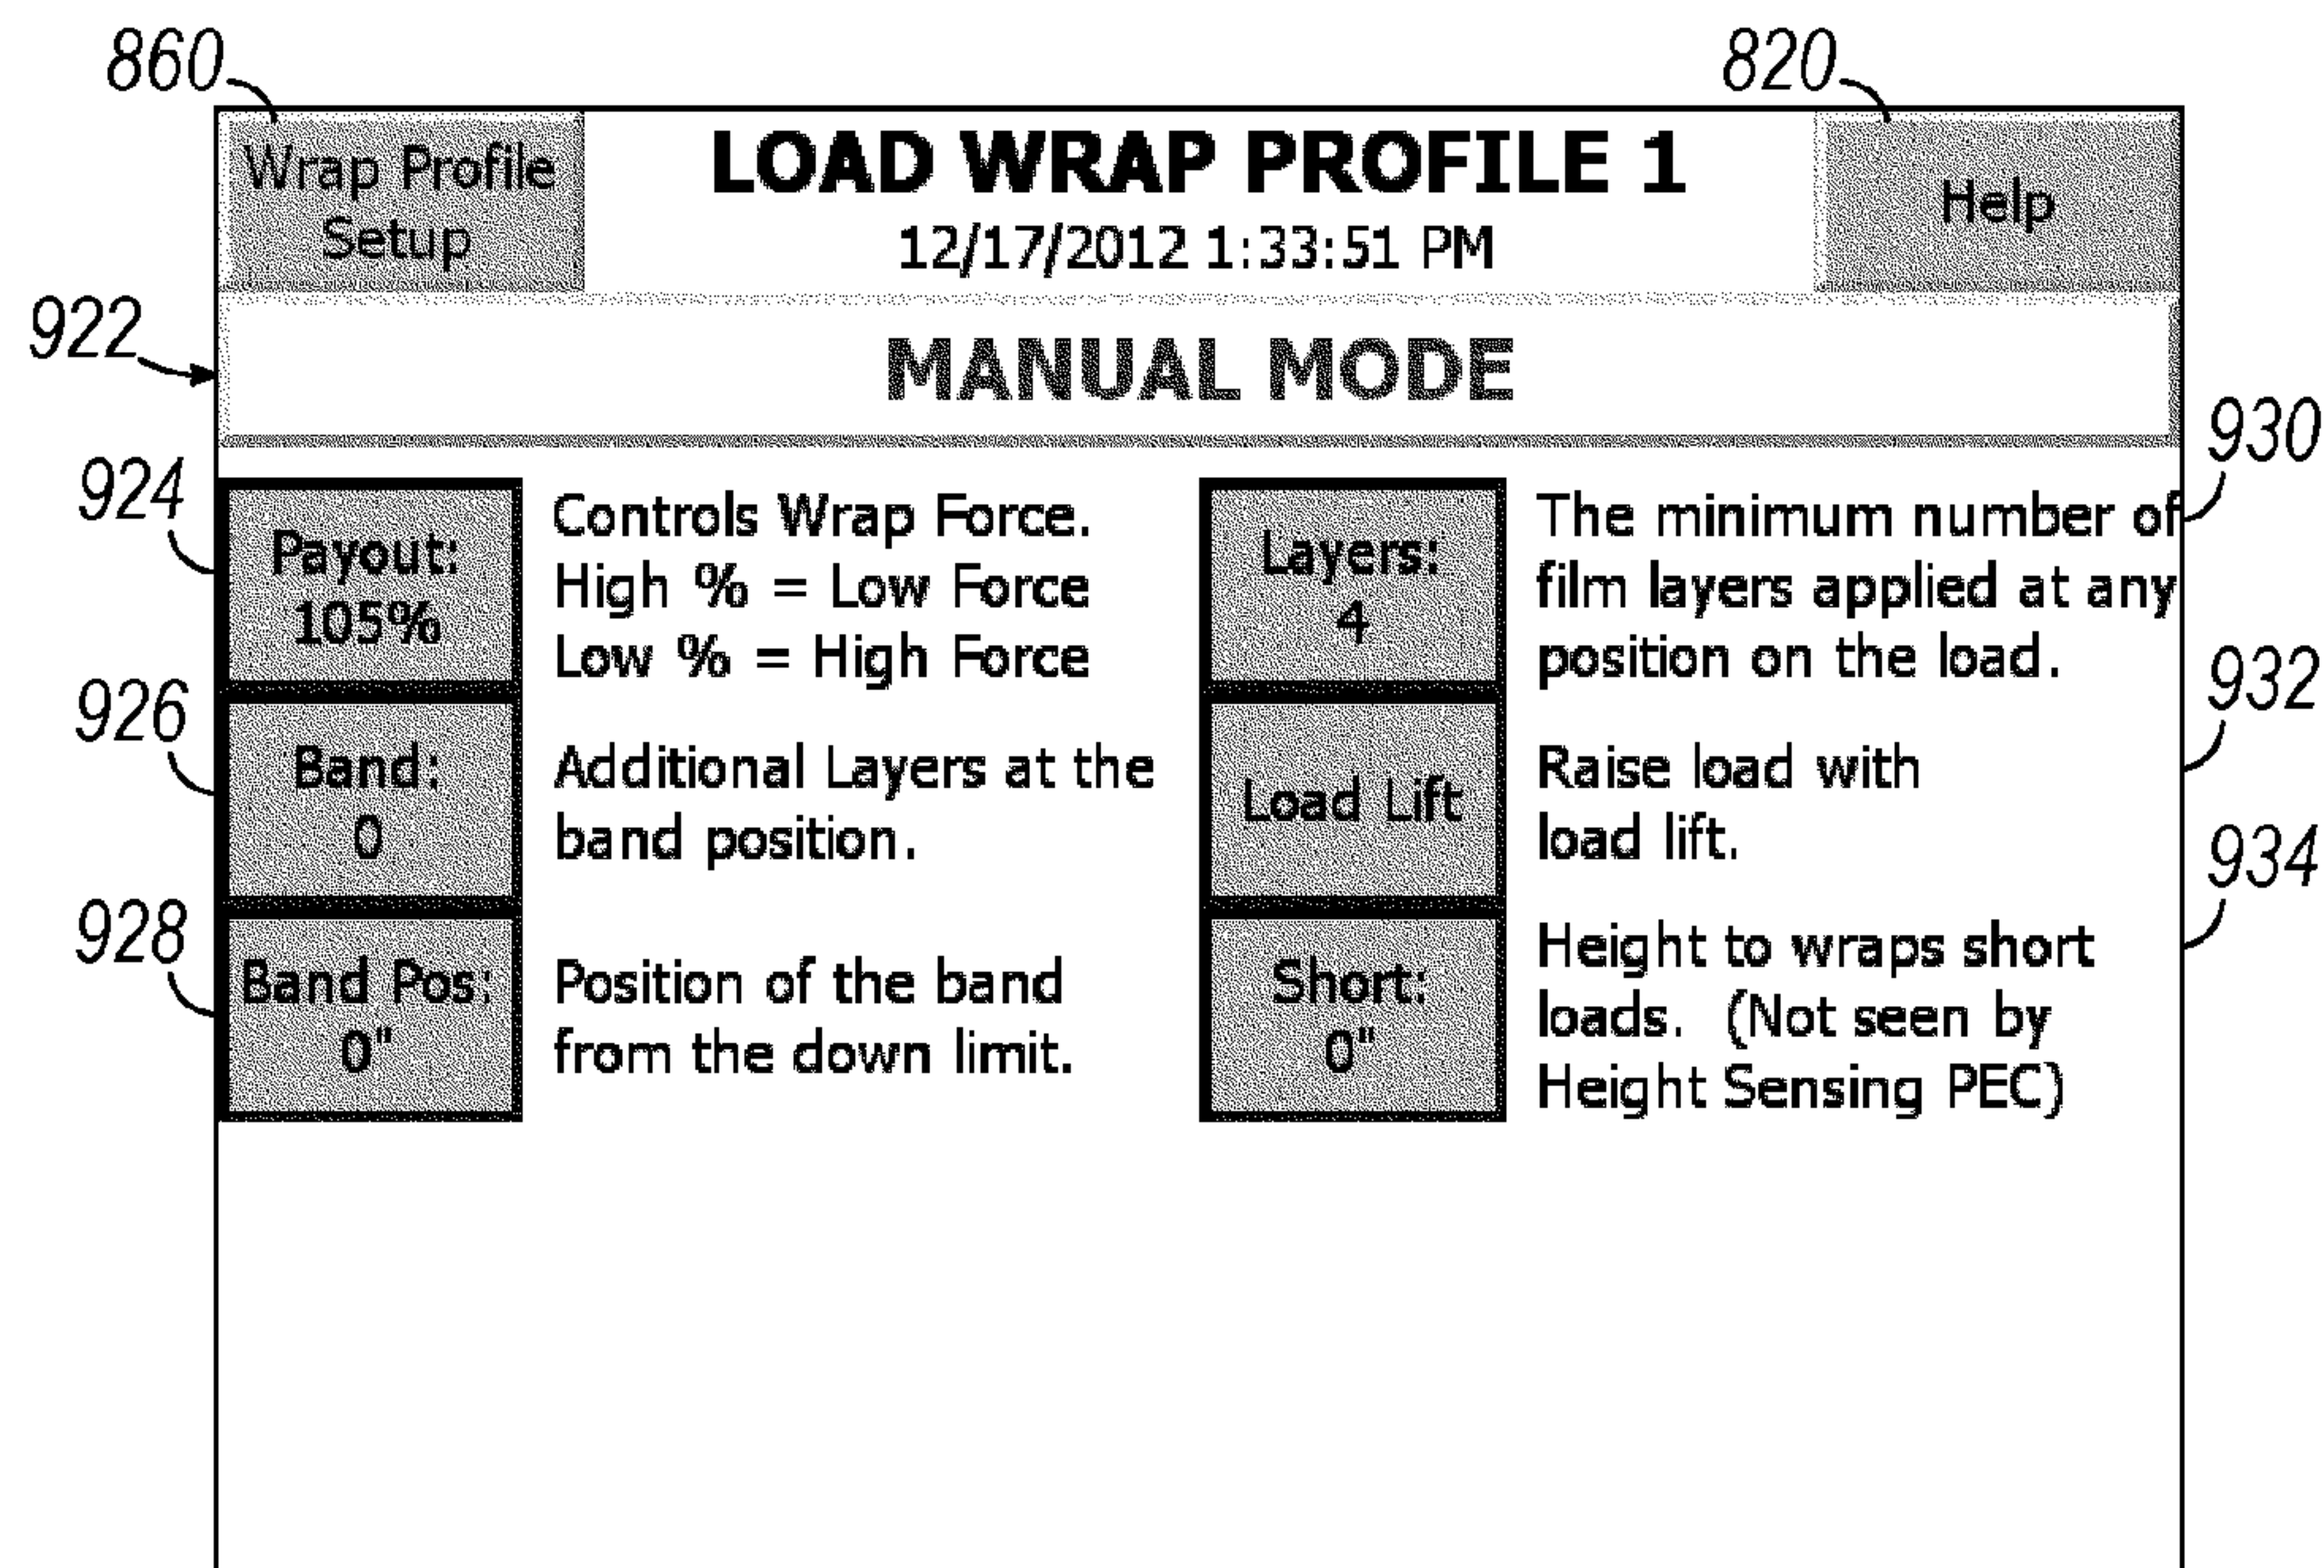 860
820
Wrap Profile
Setup
LOAD WRAP PROFILE 1
12/17/2012 1:33:51 PM
Help
922
MANUAL MODE
924
Payout:
105%
Controls Wrap Force.
High % = Low Force
Low % = High Force
926
Band:
0
Additional Layers at the
band position.
928
Band Pos:
0"
Position of the band
from the down limit.
930
Layers:
4
The minimum number of
film layers applied at any
position on the load.
932
Load Lift
Raise load with
load lift.
934
Short:
0"
Height to wraps short
loads. (Not seen by
Height Sensing PEC)